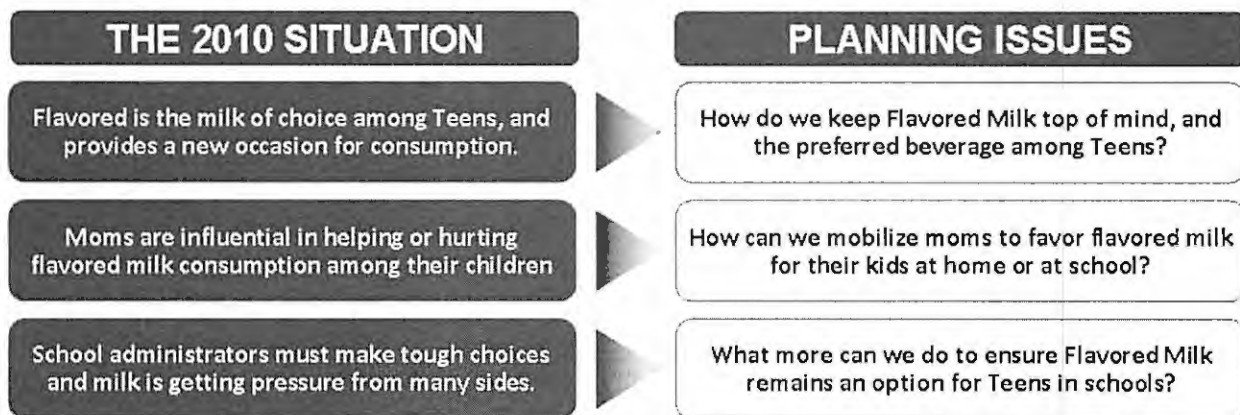 THE 2010 SITUATION
PLANNING ISSUES
Flavored is the milk of choice among Teens, and
provides a new occasion for consumption.
How do we keep Flavored Milk top of mind, and
the preferred beverage among Teens?
Moms are influential in helping or hurting
flavored milk consumption among their children
How can we mobilize moms to favor flavored milk
for their kids at home or at school?
School administrators must make tough choices
and milk is getting pressure from many sides.
What more can we do to ensure Flavored Milk
remains an option for Teens in schools?